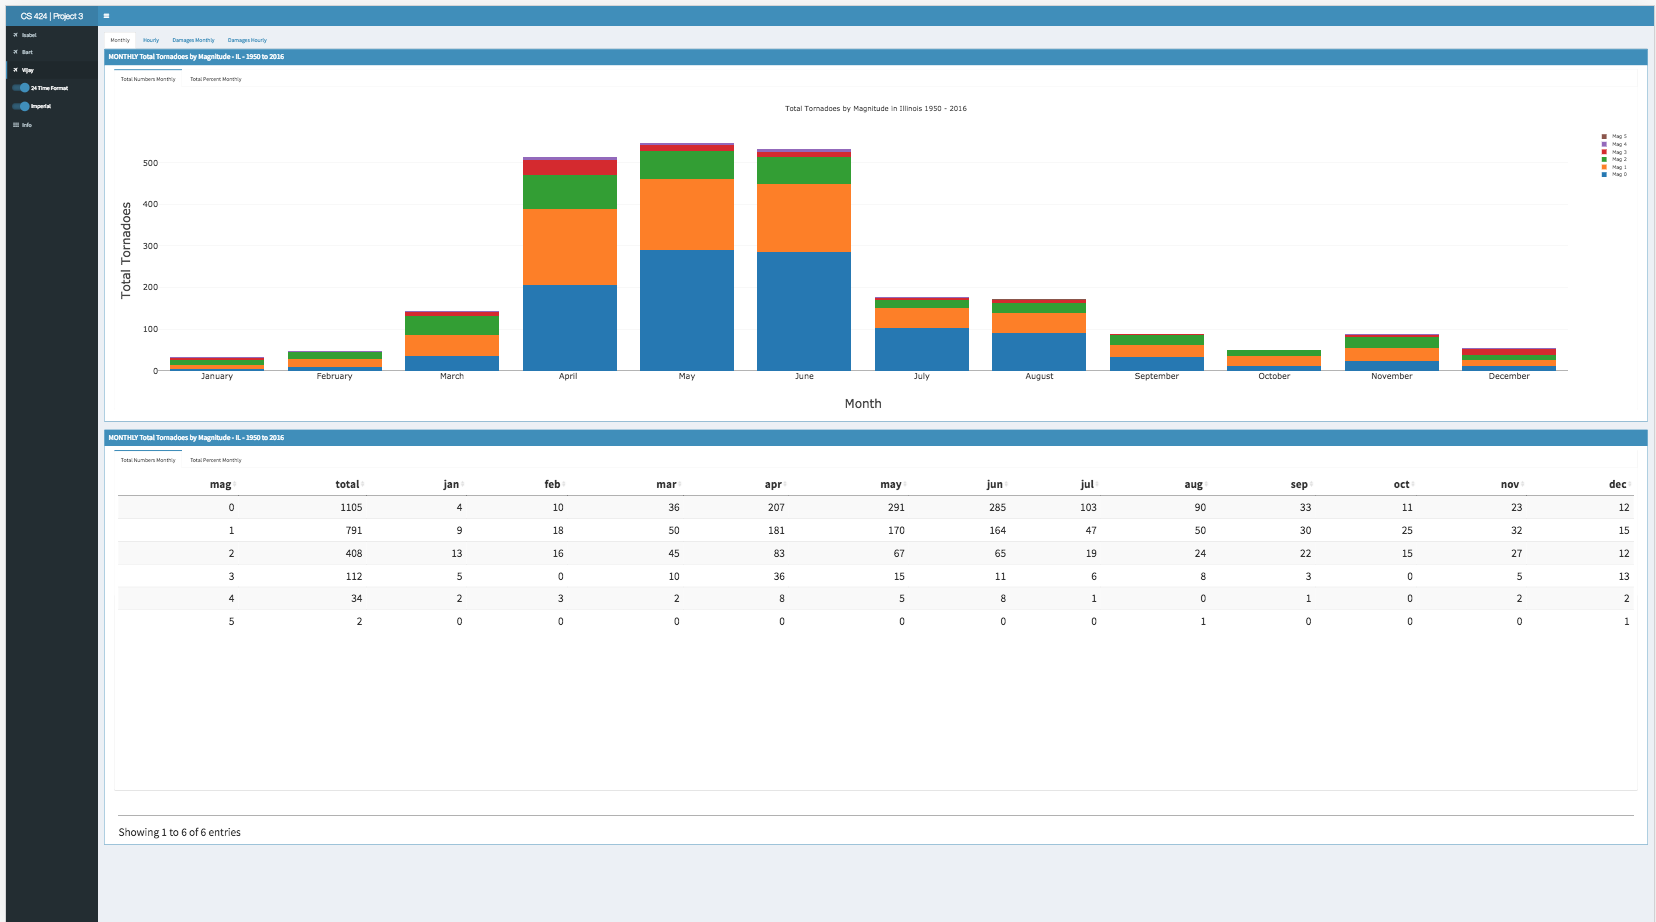 CS 424 | Project 3
Isabel
Bart
Vijay
24 Time Format
Imperial
Info
Monthly Hourly Damages Monthly Damages Hourly
MONTHLY Total Tornadoes by Magnitude - IL - 1950 to 2016
Total Numbers Monthly Total Percent Monthly
Total Tornadoes by Magnitude in Illinois 1950 - 2016
Mag 5
Mag 4
Mag 3
Mag 2
Mag 1
Mag 0
Total Tornadoes
500
400
300
200
100
0
January February March April May June July August September October November December
Month
MONTHLY Total Tornadoes by Magnitude - IL - 1950 to 2016
Total Numbers Monthly Total Percent Monthly
mag total jan feb mar apr may jun jul aug sep oct nov dec
0 1105 4 10 36 207 291 285 103 90 33 11 23 12
1 791 9 18 50 181 170 164 47 50 30 25 32 15
2 408 13 16 45 83 67 65 19 24 22 15 27 12
3 112 5 0 10 36 15 11 6 8 3 0 5 13
4 34 2 3 2 8 5 8 1 0 1 0 2 2
5 2 0 0 0 0 0 0 0 1 0 0 0 1
Showing 1 to 6 of 6 entries